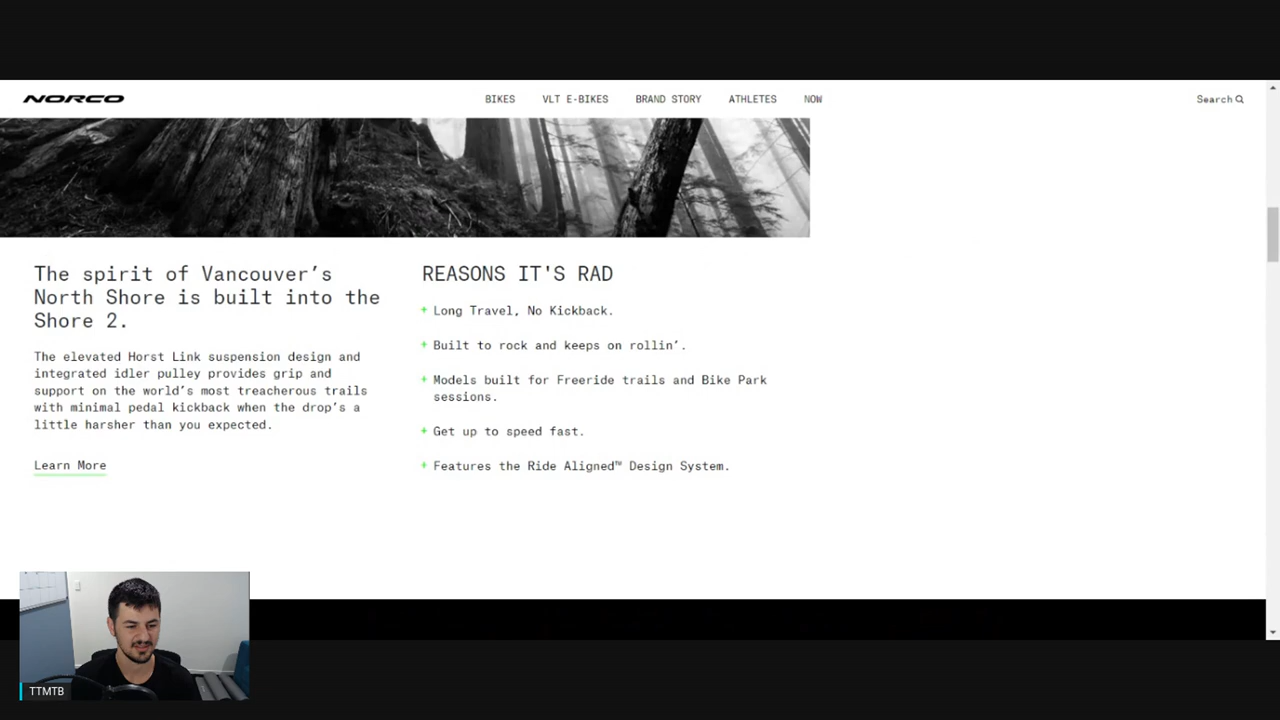 NORCO
BIKES
VLT E-BIKES
BRAND STORY
ATHLETES
NOW
Search
The spirit of Vancouver’s
North Shore is built into the
Shore 2.
The elevated Horst Link suspension design and
integrated idler pulley provides grip and
support on the world’s most treacherous trails
with minimal pedal kickback when the drop’s a
little harsher than you expected.
Learn More
REASONS IT'S RAD
+ Long Travel, No Kickback.
+ Built to rock and keeps on rollin’.
+ Models built for Freeride trails and Bike Park
sessions.
+ Get up to speed fast.
+ Features the Ride Aligned™ Design System.
TTMTB